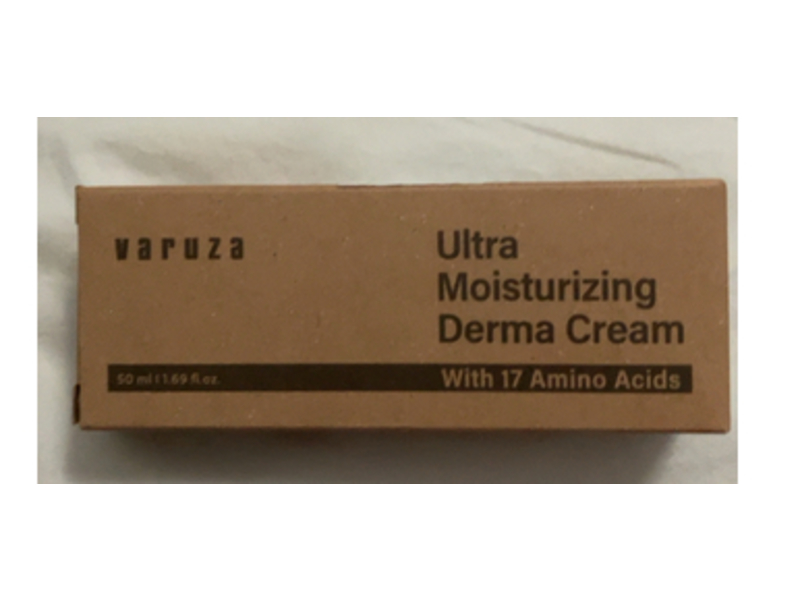 varuza
Ultra
Moisturizing
Derma Cream
50 ml / 1.69 fl.oz.
With 17 Amino Acids